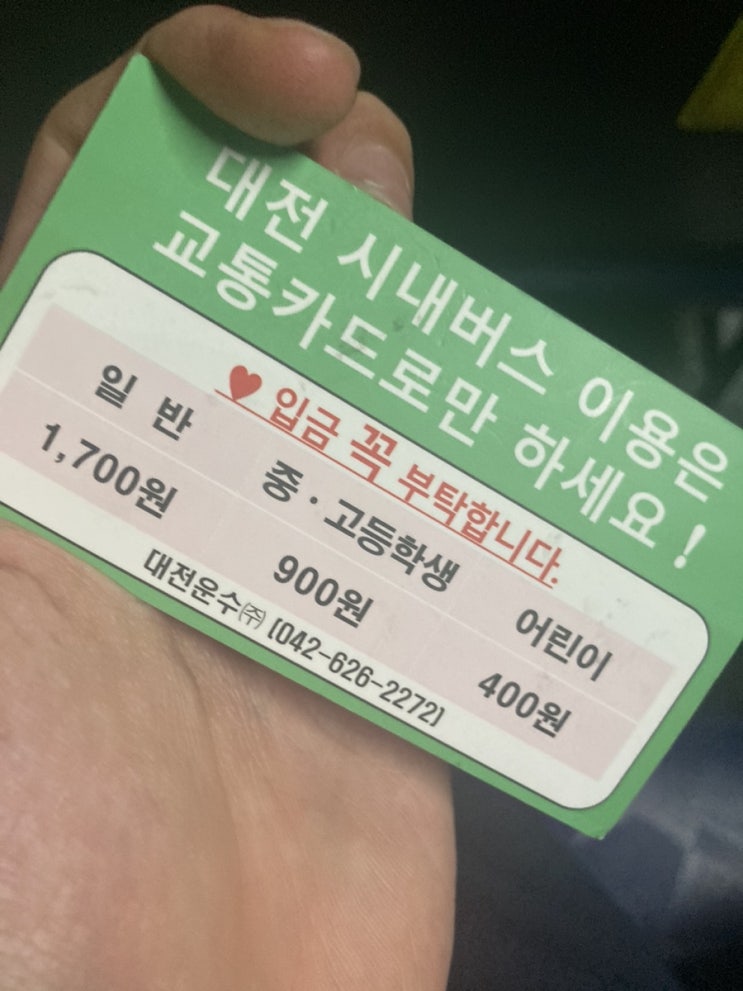 대전 시내버스 이용은
교통카드로만 하세요!
♥ 입금 꼭 부탁합니다.
일 반 중·고등학생 어린이
1,700원 900원 400원
대전운수㈜ [042-626-2272]